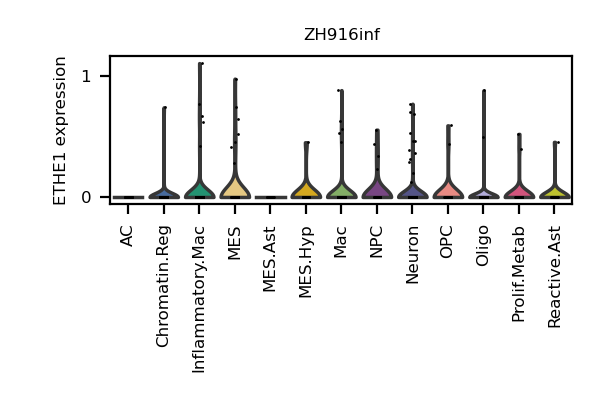 ZH916inf
ETHE1 expression
1
0
AC
Chromatin.Reg
Inflammatory.Mac
MES
MES.Ast
MES.Hyp
Mac
NPC
Neuron
OPC
Oligo
Prolif.Metab
Reactive.Ast